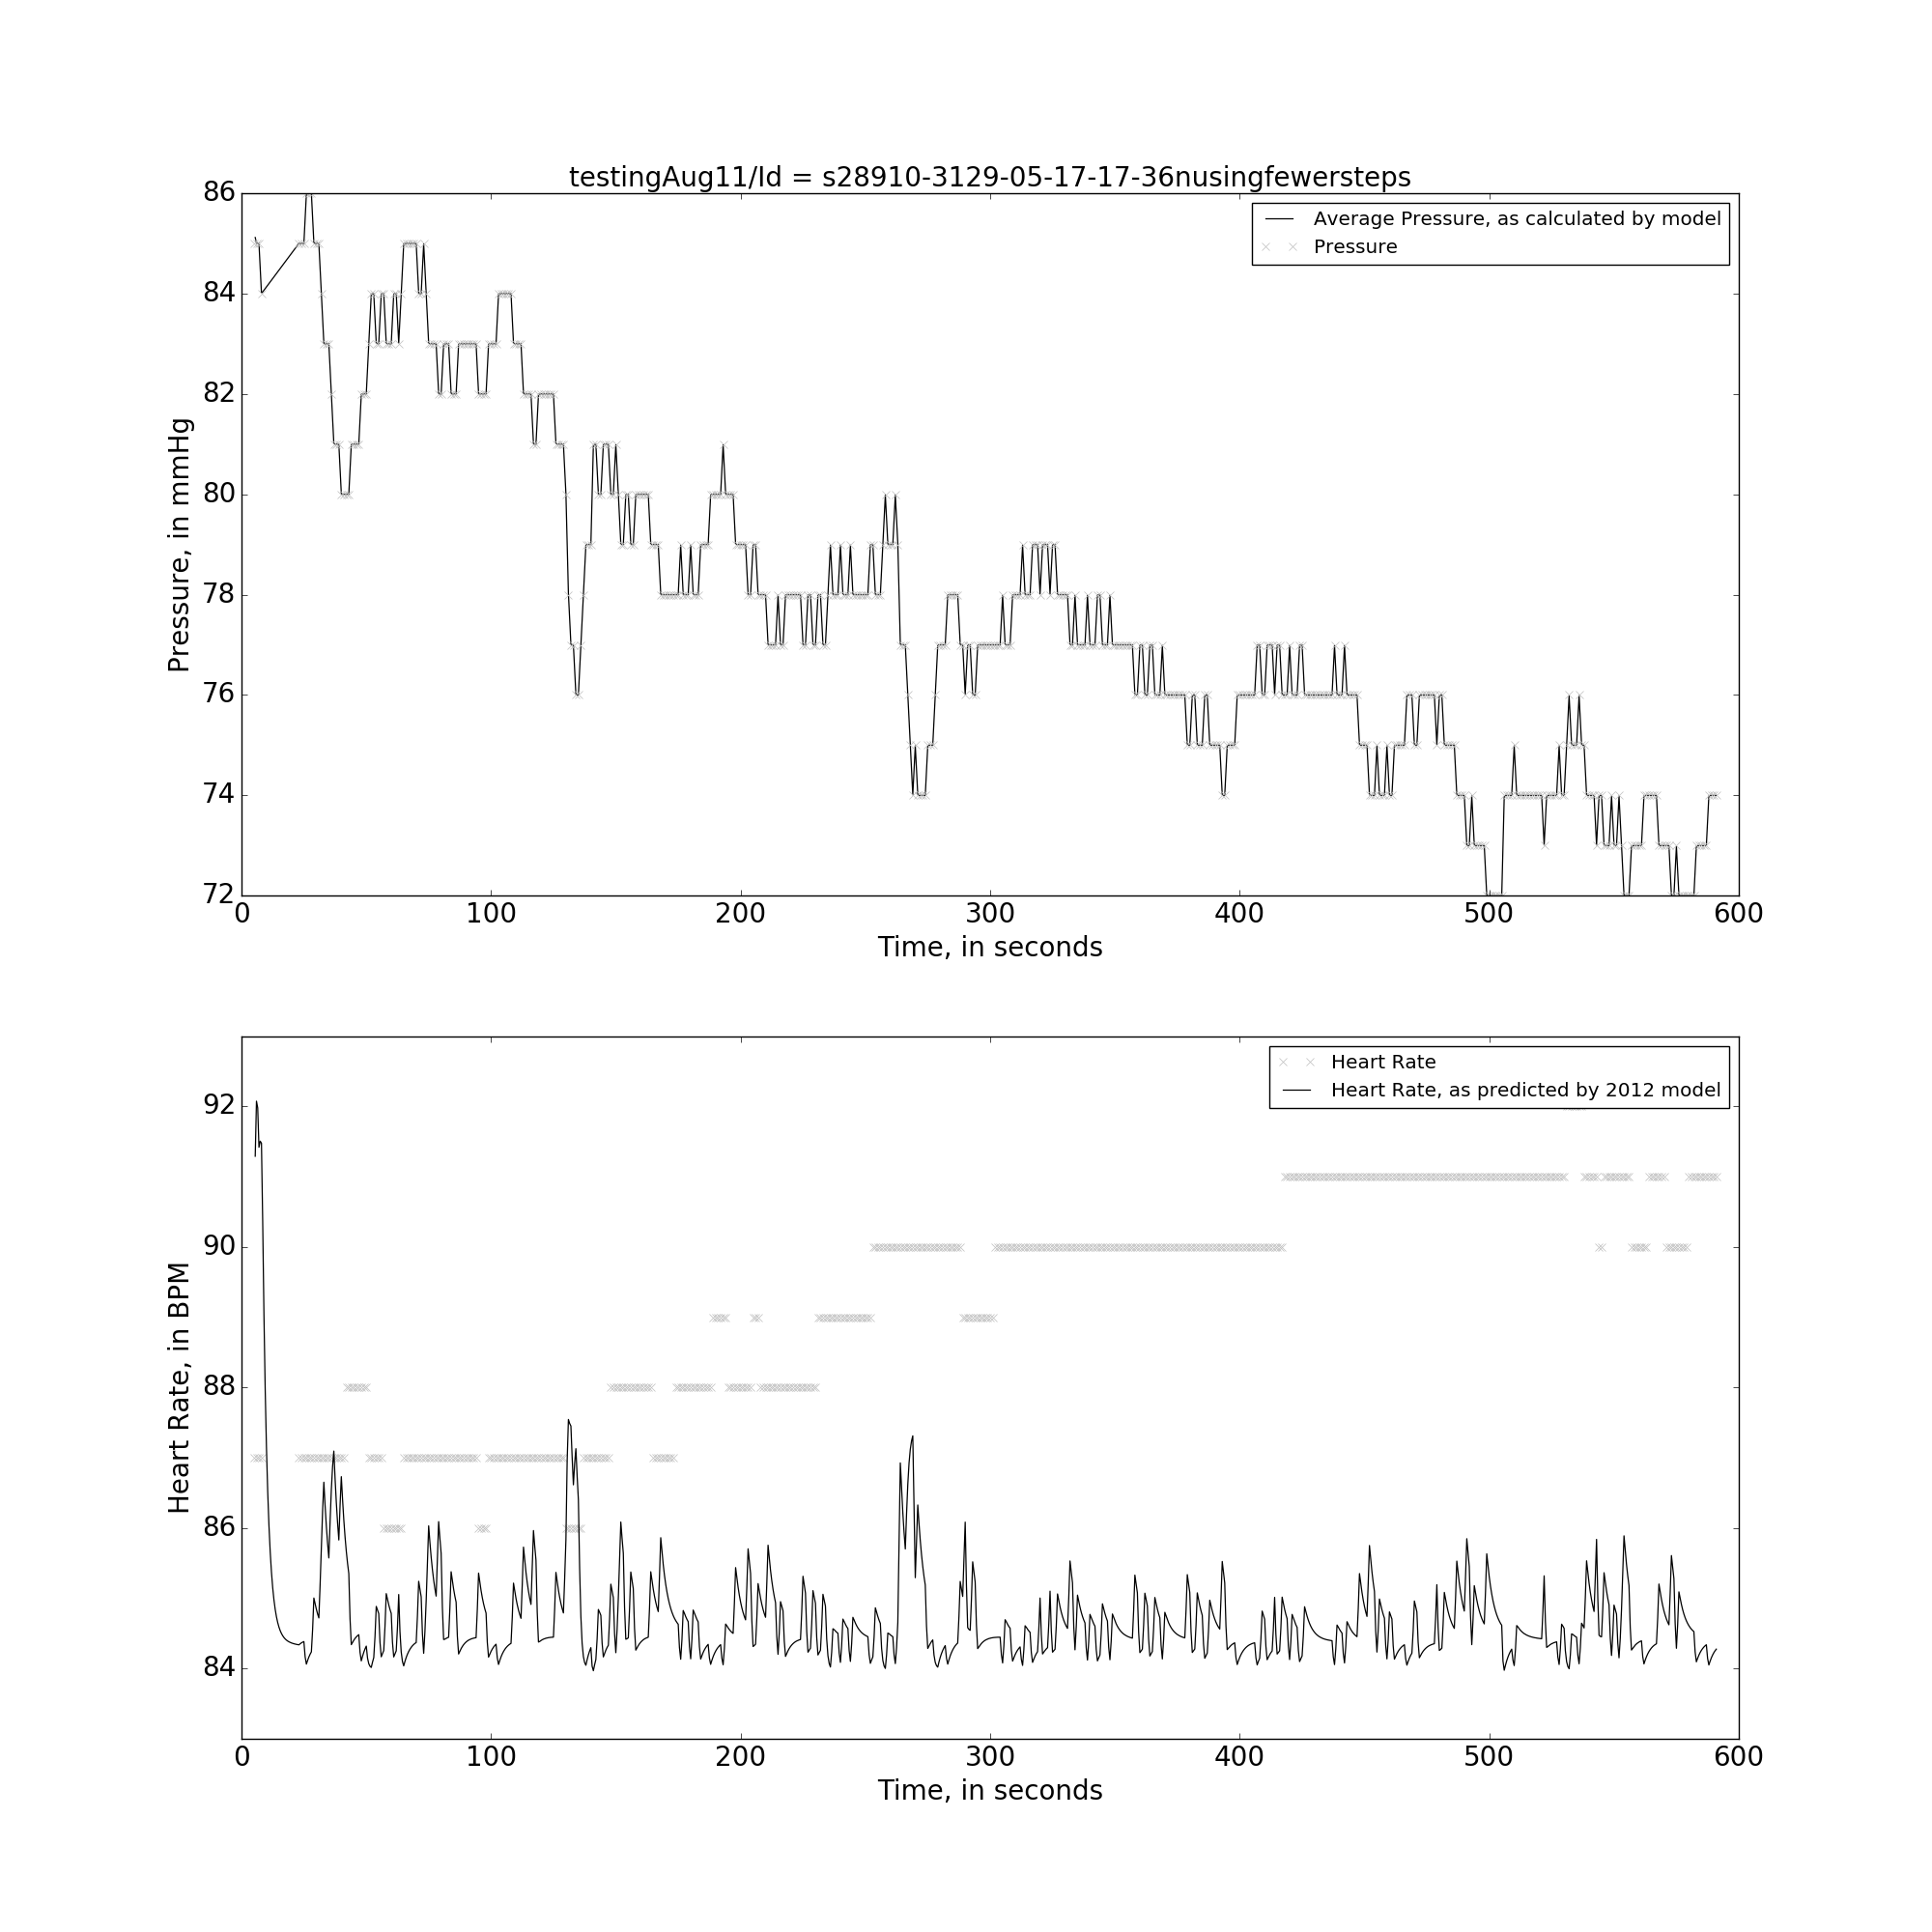 testingAug11/Id = s28910-3129-05-17-17-36nusingfewersteps
86
84
82
80
78
76
74
72
Pressure, in mmHg
Average Pressure, as calculated by model
Pressure
0 100 200 300 400 500 600
Time, in seconds
92
90
88
86
84
Heart Rate, in BPM
Heart Rate
Heart Rate, as predicted by 2012 model
0 100 200 300 400 500 600
Time, in seconds